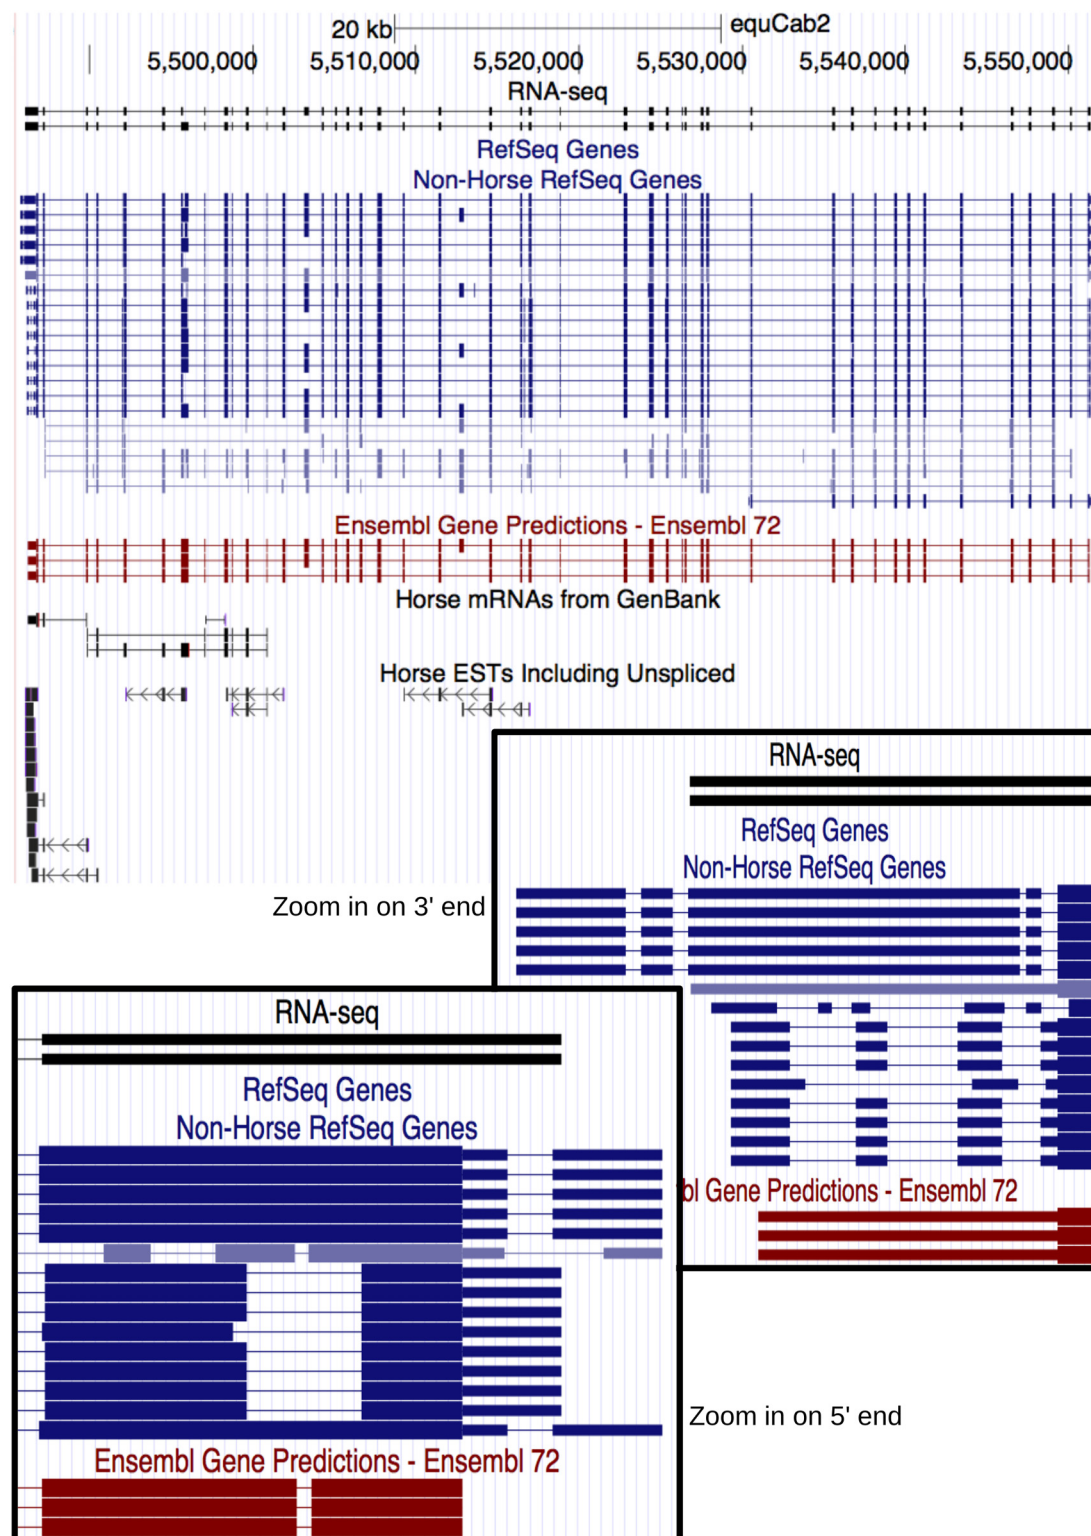 20 kb
equCab2
5,500,000
5,510,000
5,520,000
5,530,000
5,540,000
5,550,000
RNA-seq
RefSeq Genes
Non-Horse RefSeq Genes
Ensembl Gene Predictions - Ensembl 72
Horse mRNAs from GenBank
Horse ESTs Including Unspliced
RNA-seq
RefSeq Genes
Non-Horse RefSeq Genes
Zoom in on 3' end
bl Gene Predictions - Ensembl 72
RNA-seq
RefSeq Genes
Non-Horse RefSeq Genes
Zoom in on 5' end
Ensembl Gene Predictions - Ensembl 72